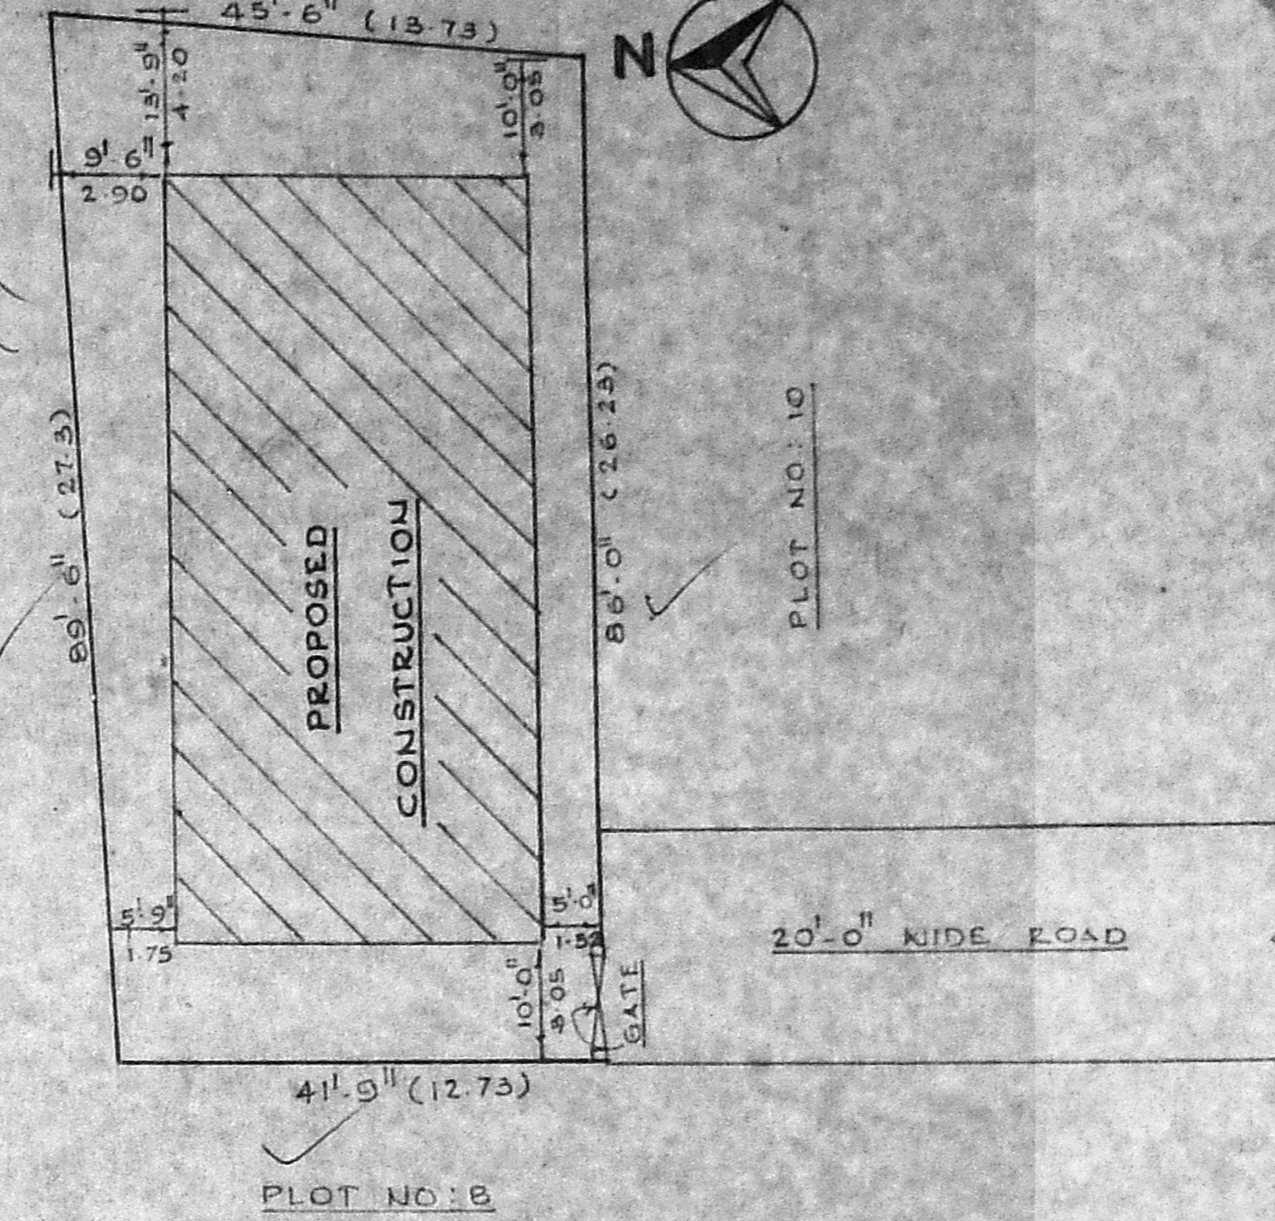 45'-6" (13.73)
N
13'-9"
4.20
10'-0"
3.05
9'-6"
2.90
89'-6" (27.3)
86'-0" (26.23)
PLOT NO: 10
PROPOSED
CONSTRUCTION
5'-9"
1.75
5'-0"
1.52
10'-0"
3.05
GATE
20'-0" WIDE ROAD
41'-9" (12.73)
PLOT NO: 8